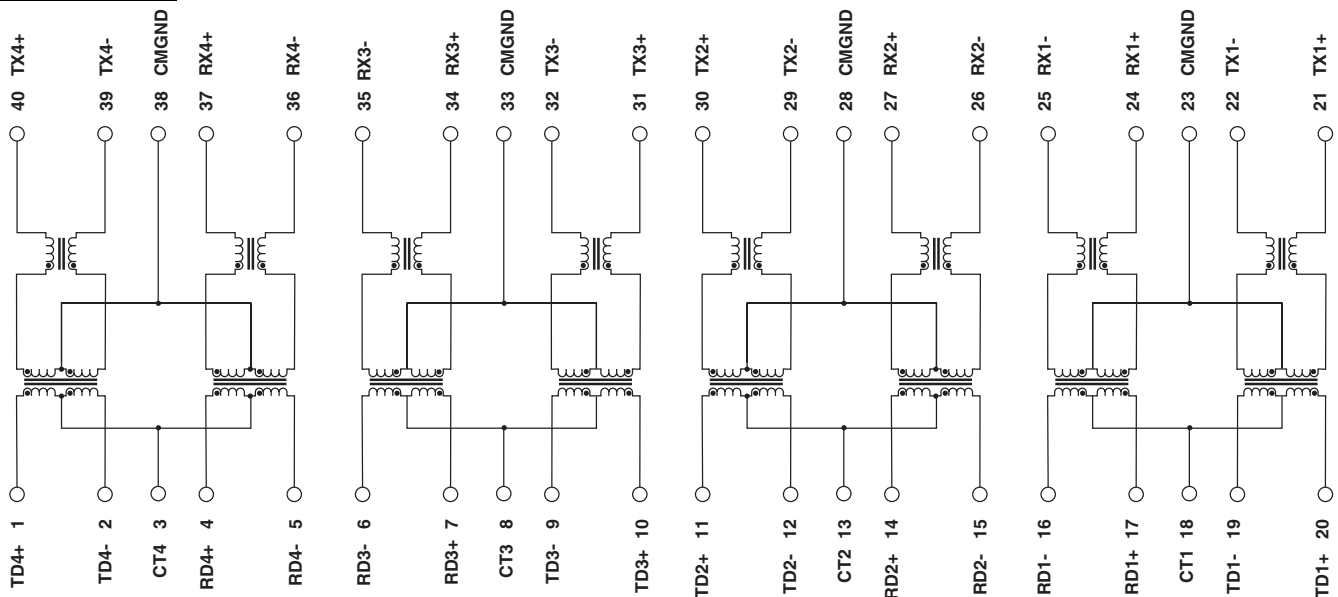 40 TX4+
39 TX4-
38 CMGND
37 RX4+
36 RX4-
35 RX3-
34 RX3+
33 CMGND
32 TX3-
31 TX3+
30 TX2+
29 TX2-
28 CMGND
27 RX2+
26 RX2-
25 RX1-
24 RX1+
23 CMGND
22 TX1-
21 TX1+
TD4+ 1
TD4- 2
CT4 3
RD4+ 4
RD4- 5
RD3- 6
RD3+ 7
CT3 8
TD3- 9
TD3+ 10
TD2+ 11
TD2- 12
CT2 13
RD2+ 14
RD2- 15
RD1- 16
RD1+ 17
CT1 18
TD1- 19
TD1+ 20